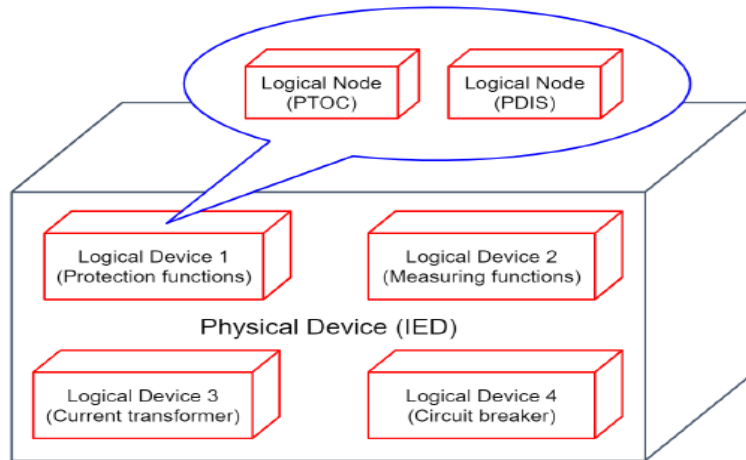 Logical Node
(PTOC)
Logical Node
(PDIS)
Logical Device 1
(Protection functions)
Logical Device 2
(Measuring functions)
Physical Device (IED)
Logical Device 3
(Current transformer)
Logical Device 4
(Circuit breaker)